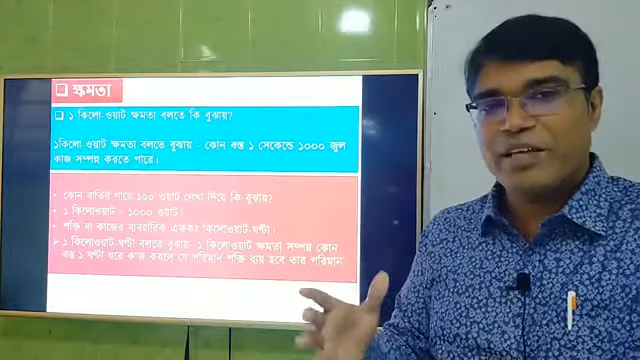 ❑ ক্ষমতা
❑ ১ কিলো-ওয়াট ক্ষমতা বলতে কি বুঝায়?
১কিলো-ওয়াট ক্ষমতা বলতে বুঝায় – কোন বস্তু ১ সেকেন্ডে ১০০০ জুল
কাজ সম্পন্ন করতে পারে।
• কোন বাতির গায়ে ১০০ ওয়াট লেখা দিয়ে কি বুঝায়?
• ১ কিলোওয়াট – ১০০০ ওয়াট।
• শক্তি বা কাজের ব্যবহারিক এককঃ কিলোওয়াট-ঘন্টা।
➢ ১ কিলোওয়াট-ঘন্টা বলতে বুঝায়- ১ কিলোওয়াট ক্ষমতা সম্পন্ন কোন
বস্তু ১ ঘন্টা ধরে কাজ করলে যে পরিমাণ শক্তি ব্যয় হবে তার পরিমান।